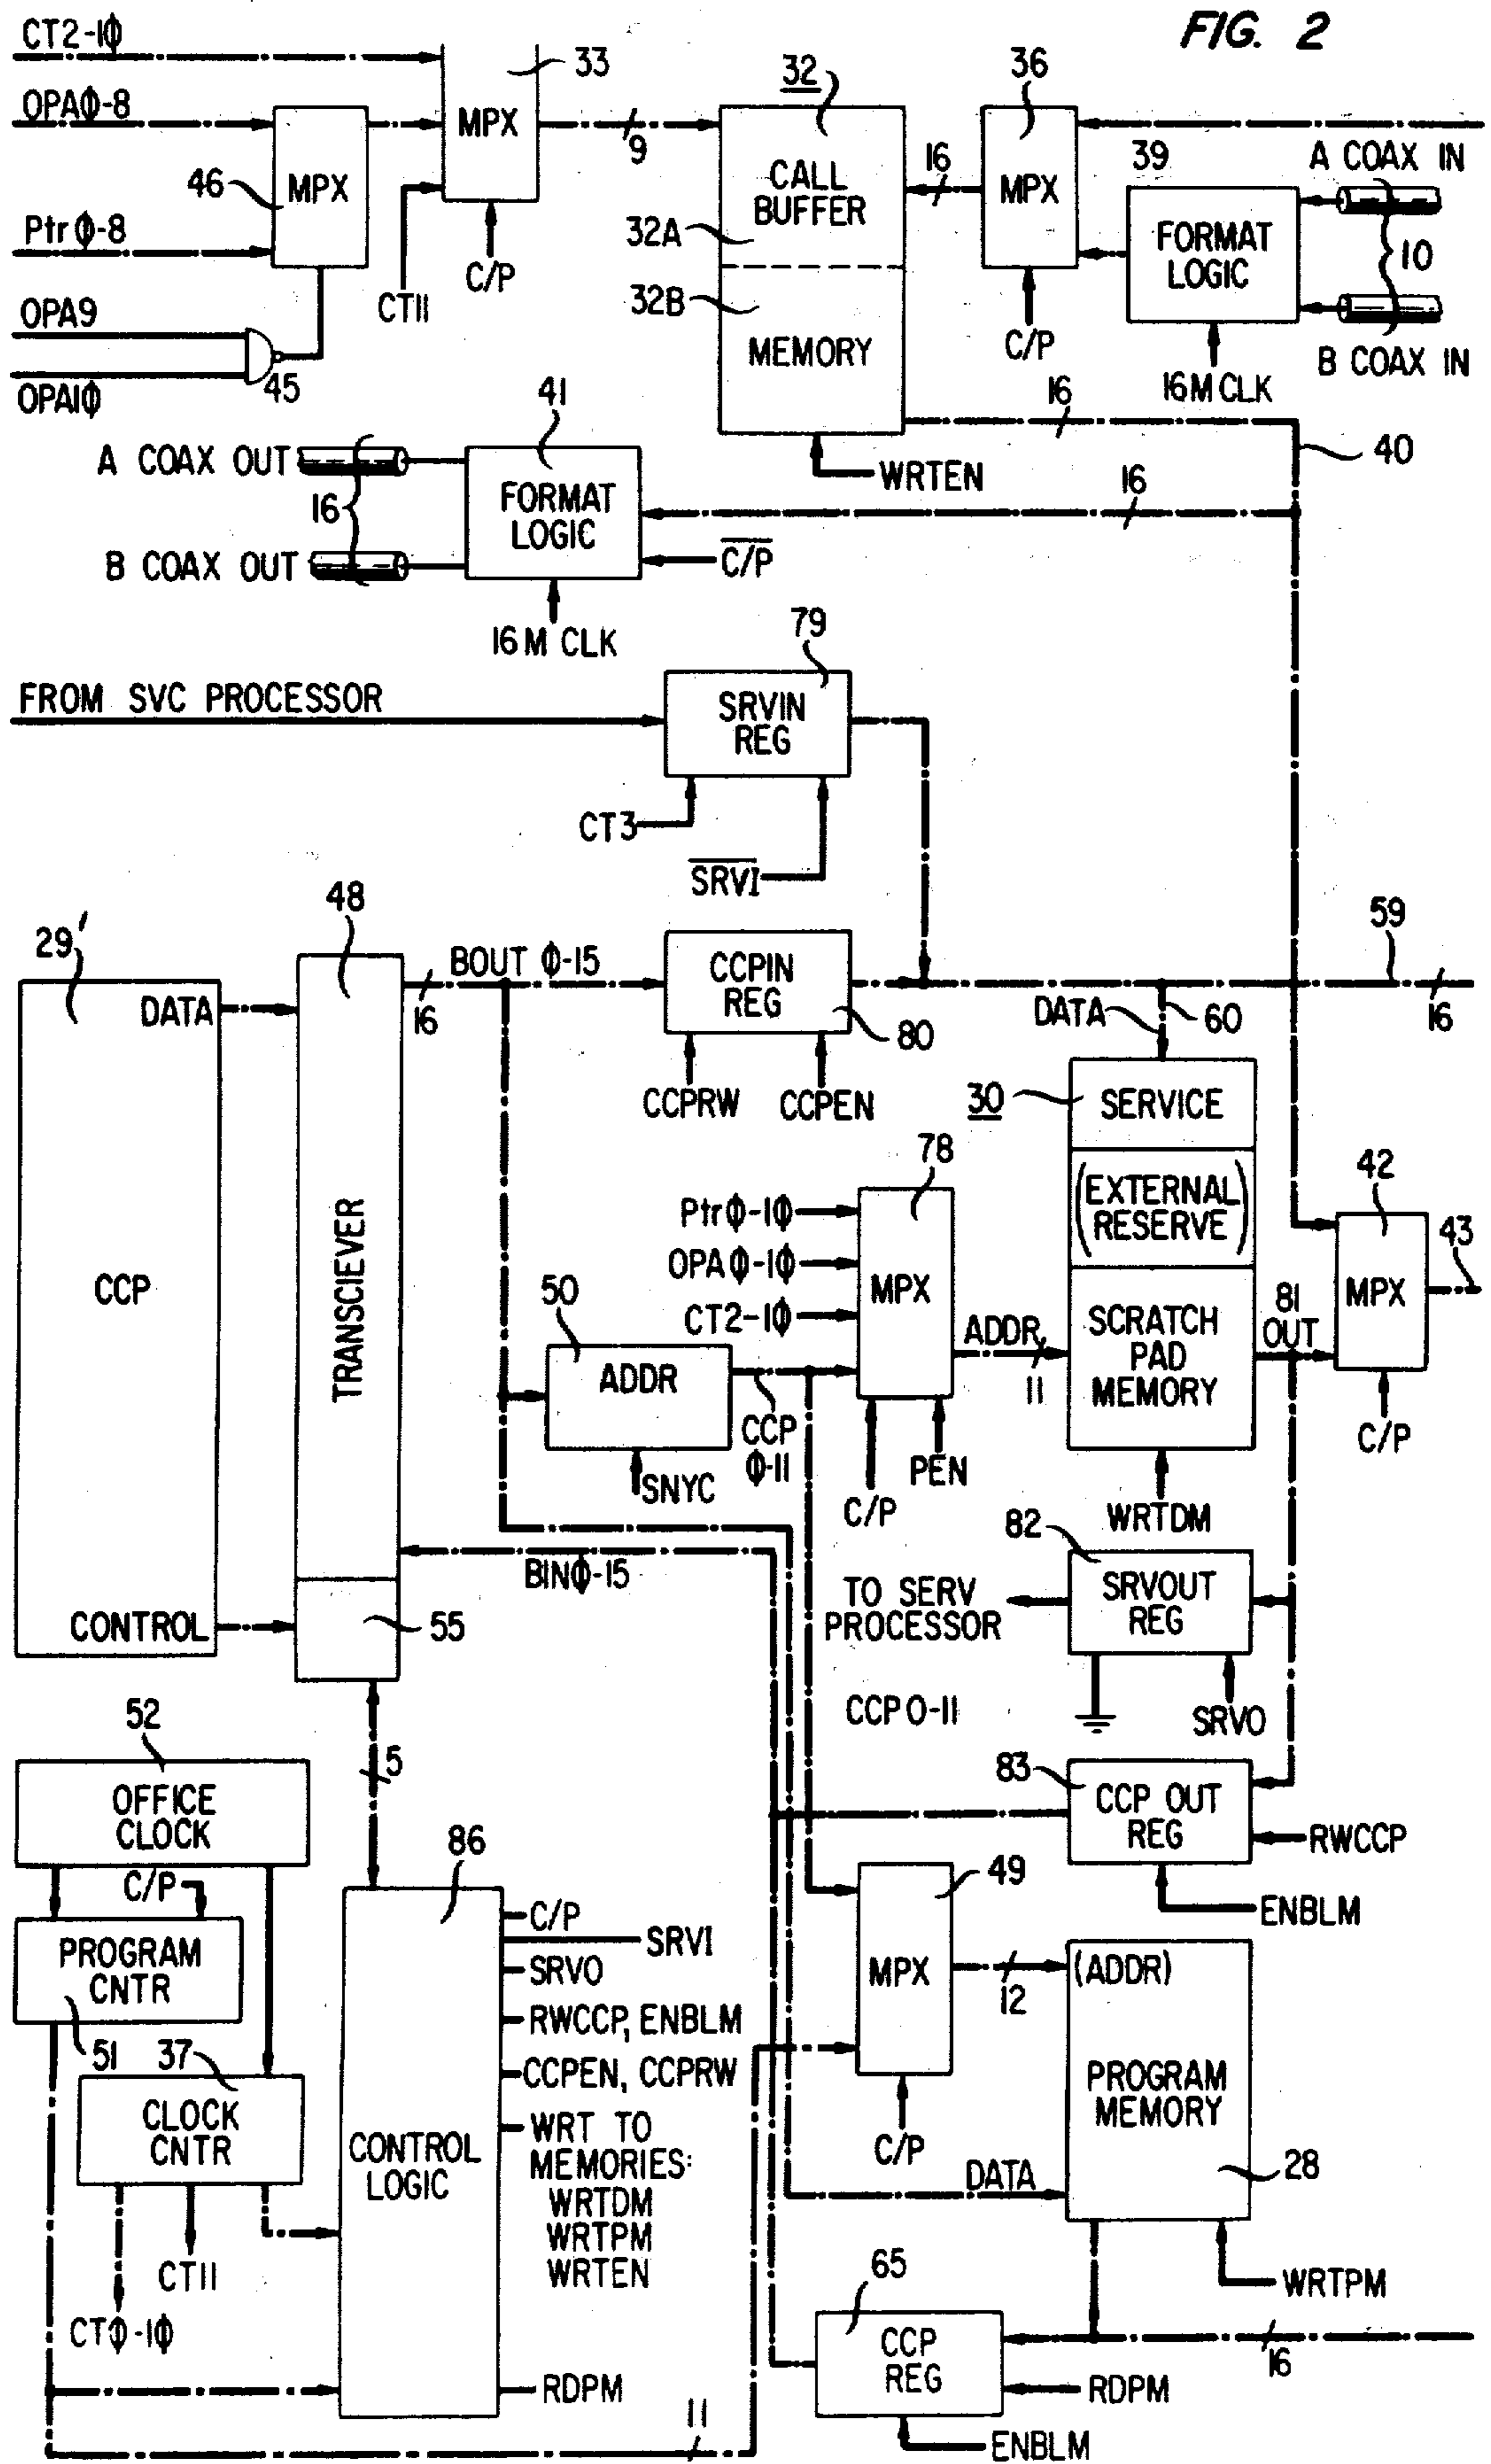 FIG. 2
CT2-1Φ
33
32
36
OPAΦ-8
MPX
9
16
A COAX IN
39
46
MPX
CALL
BUFFER
MPX
FORMAT
LOGIC
10
PtrΦ-8
32A
C/P
CT11
32B
OPA9
MEMORY
C/P
B COAX IN
45
16M CLK
OPA1Φ
41
16
A COAX OUT
40
WRTEN
16
FORMAT
LOGIC
16
C/P
B COAX OUT
16M CLK
79
FROM SVC PROCESSOR
SRVIN
REG
CT3
SRVI
48
59
29'
BOUT Φ-15
CCPIN
REG
DATA
16
DATA
60
16
80
CCPRW
CCPEN
30
SERVICE
78
42
(EXTERNAL
RESERVE)
PtrΦ-1Φ
43
OPAΦ-1Φ
TRANSCIEVER
CCP
50
MPX
81
MPX
CT2-1Φ
ADDR
OUT
SCRATCH
PAD
MEMORY
ADDR
11
CCP
Φ-11
PEN
C/P
SNYC
C/P
82
WRTDM
BINΦ-15
TO SERV
PROCESSOR
SRVOUT
REG
CONTROL
55
CCP0-11
SRVO
52
5
83
OFFICE
CLOCK
CCP OUT
REG
86
RWCCP
C/P
49
ENBLM
C/P
SRVI
PROGRAM
CNTR
SRVO
MPX
(ADDR)
12
RWCCP, ENBLM
51
37
CCPEN, CCPRW
PROGRAM
MEMORY
CLOCK
CNTR
WRT TO
MEMORIES:
WRTDM
WRTPM
WRTEN
CONTROL
LOGIC
C/P
DATA
28
CT11
65
WRTPM
CTΦ-1Φ
CCP
REG
16
RDPM
RDPM
11
ENBLM